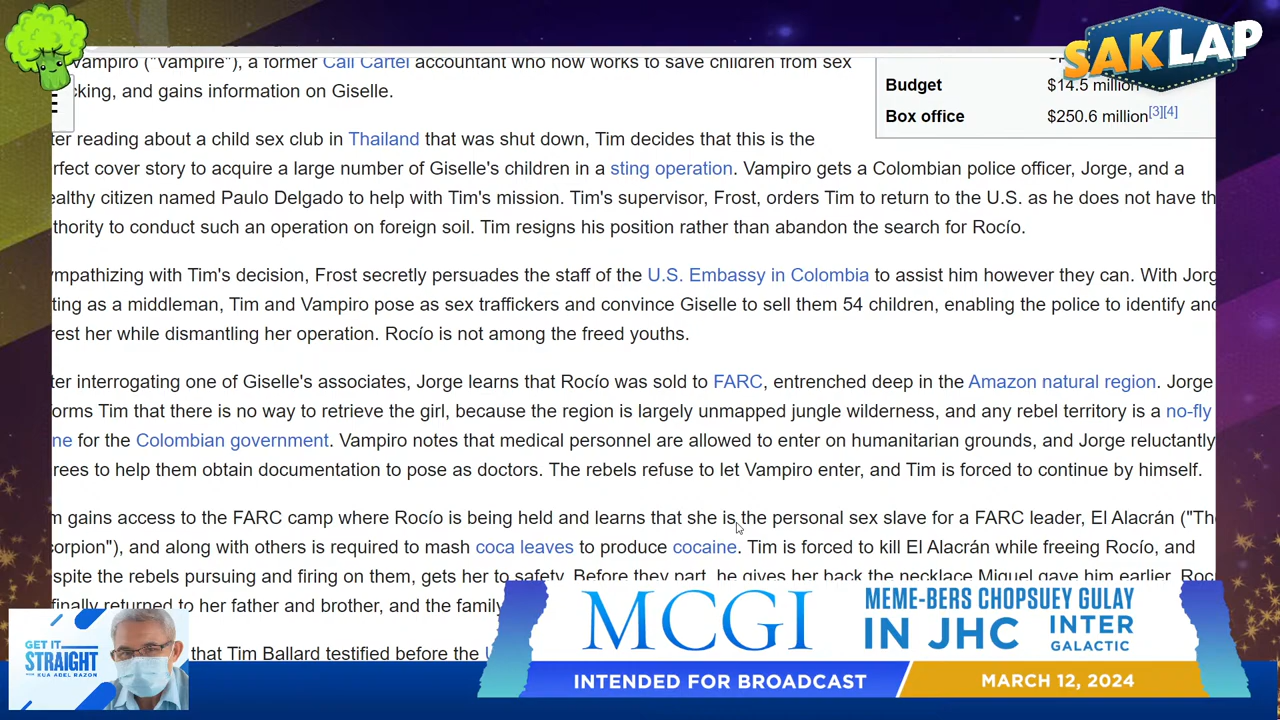 SAKLAP
Vampiro ("Vampire"), a former Cali Cartel accountant who now works to save children from sex
cking, and gains information on Giselle.
Budget $14.5 million
Box office $250.6 million[3][4]
ter reading about a child sex club in Thailand that was shut down, Tim decides that this is the
rfect cover story to acquire a large number of Giselle's children in a sting operation. Vampiro gets a Colombian police officer, Jorge, and a
ealthy citizen named Paulo Delgado to help with Tim's mission. Tim's supervisor, Frost, orders Tim to return to the U.S. as he does not have th
thority to conduct such an operation on foreign soil. Tim resigns his position rather than abandon the search for Rocío.
mpathizing with Tim's decision, Frost secretly persuades the staff of the U.S. Embassy in Colombia to assist him however they can. With Jorg
ting as a middleman, Tim and Vampiro pose as sex traffickers and convince Giselle to sell them 54 children, enabling the police to identify and
rest her while dismantling her operation. Rocío is not among the freed youths.
ter interrogating one of Giselle's associates, Jorge learns that Rocío was sold to FARC, entrenched deep in the Amazon natural region. Jorge
orms Tim that there is no way to retrieve the girl, because the region is largely unmapped jungle wilderness, and any rebel territory is a no-fly
ne for the Colombian government. Vampiro notes that medical personnel are allowed to enter on humanitarian grounds, and Jorge reluctantly
rees to help them obtain documentation to pose as doctors. The rebels refuse to let Vampiro enter, and Tim is forced to continue by himself.
m gains access to the FARC camp where Rocío is being held and learns that she is the personal sex slave for a FARC leader, El Alacrán ("Th
orpion"), and along with others is required to mash coca leaves to produce cocaine. Tim is forced to kill El Alacrán while freeing Rocío, and
spite the rebels pursuing and firing on them, gets her to safety. Before they part, he gives her back the necklace Miguel gave him earlier. Roc
finally returned to her father and brother, and the family
that Tim Ballard testified before the
GET IT
STRAIGHT
WITH KUA ADEL RAZON
MCGI
MEME-BERS CHOPSUEY GULAY
IN JHC INTER
GALACTIC
INTENDED FOR BROADCAST
MARCH 12, 2024